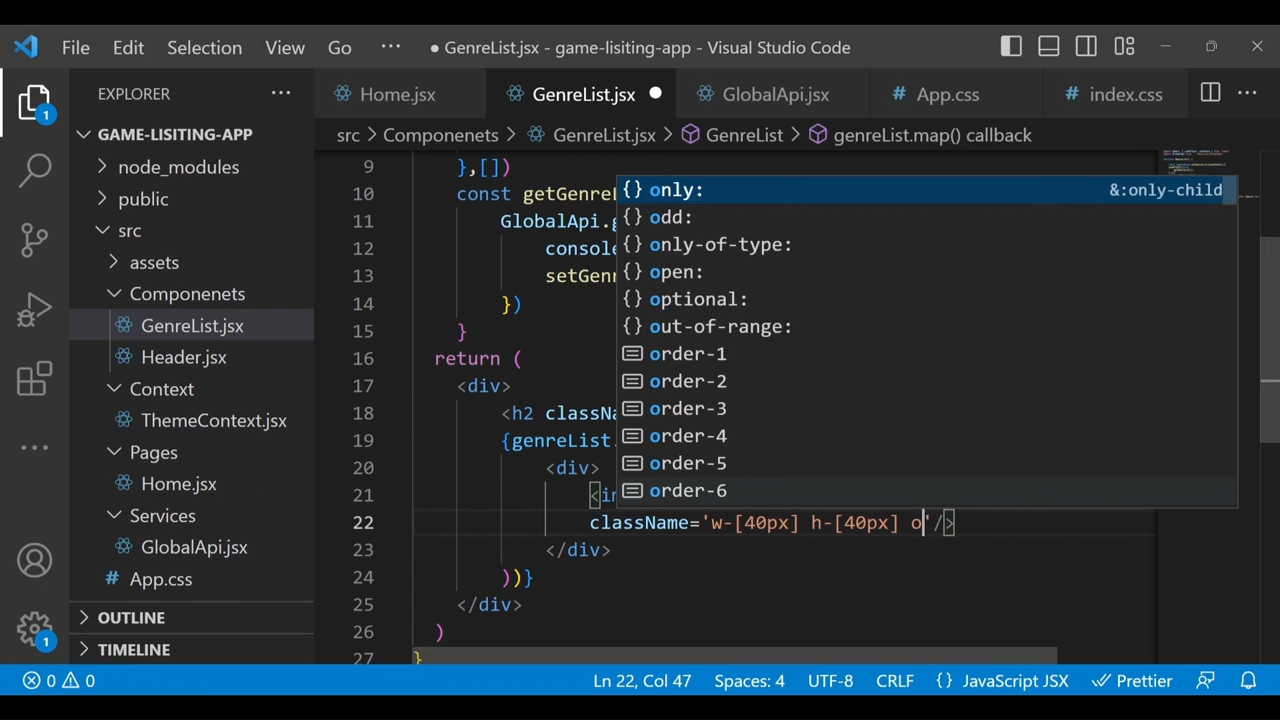 File Edit Selection View Go ··· ● GenreList.jsx - game-lisiting-app - Visual Studio Code
EXPLORER ···
Home.jsx GenreList.jsx ● GlobalApi.jsx # App.css # index.css ···
src > Componenets > GenreList.jsx > GenreList > genreList.map() callback
GAME-LISITING-APP
node_modules
public
src
assets
Componenets
GenreList.jsx
Header.jsx
Context
ThemeContext.jsx
Pages
Home.jsx
Services
GlobalApi.jsx
# App.css
OUTLINE
TIMELINE
1
1
9 },[])
10 const getGenreL
11 GlobalApi.g
12 console
13 setGenr
14 })
15 }
16 return (
17 <div>
18 <h2 classNa
19 {genreList.
20 <div>
21 <im
22 className='w-[40px] h-[40px] o'/>
23 </div>
24 ))}
25 </div>
26 )
27 }
{} only: &:only-child
{} odd:
{} only-of-type:
{} open:
{} optional:
{} out-of-range:
order-1
order-2
order-3
order-4
order-5
order-6
0 0 Ln 22, Col 47 Spaces: 4 UTF-8 CRLF {} JavaScript JSX Prettier